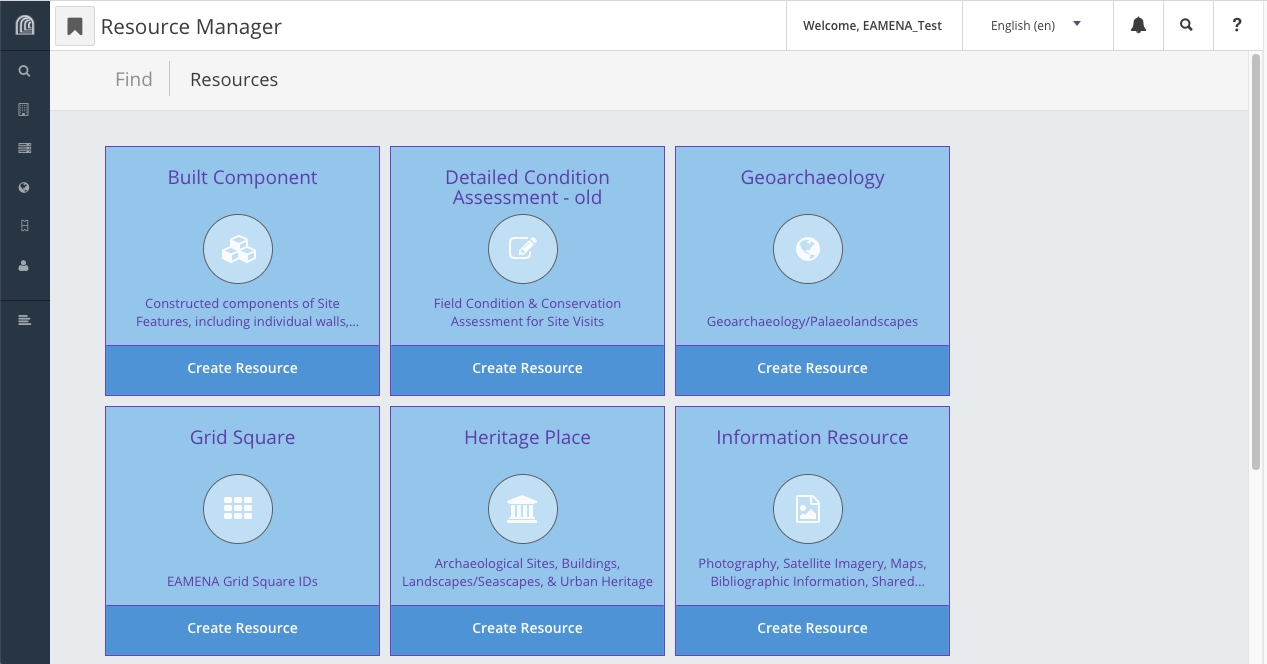 Resource Manager
Welcome, EAMENA_Test
English (en)
?
Find
Resources
Built Component
Constructed components of Site
Features, including individual walls,...
Create Resource
Detailed Condition
Assessment - old
Field Condition & Conservation
Assessment for Site Visits
Create Resource
Geoarchaeology
Geoarchaeology/Palaeolandscapes
Create Resource
Grid Square
EAMENA Grid Square IDs
Create Resource
Heritage Place
Archaeological Sites, Buildings,
Landscapes/Seascapes, & Urban Heritage
Create Resource
Information Resource
Photography, Satellite Imagery, Maps,
Bibliographic Information, Shared...
Create Resource